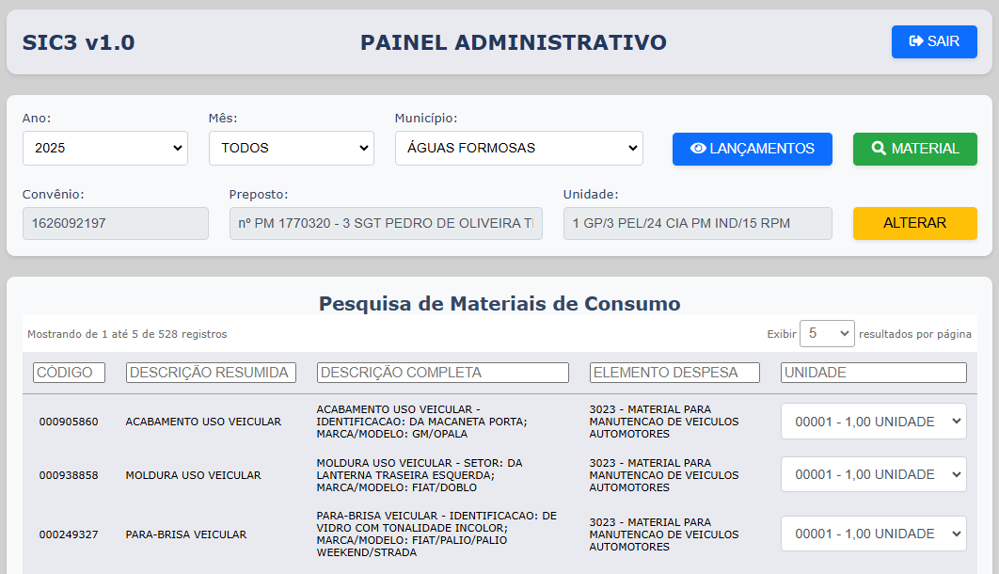 SIC3 v1.0
PAINEL ADMINISTRATIVO
SAIR
Ano:
Mês:
Município:
2025
TODOS
ÁGUAS FORMOSAS
LANÇAMENTOS
MATERIAL
Convênio:
Preposto:
Unidade:
1626092197
nº PM 1770320 - 3 SGT PEDRO DE OLIVEIRA
1 GP/3 PEL/24 CIA PM IND/15 RPM
ALTERAR
Pesquisa de Materiais de Consumo
Mostrando de 1 até 5 de 528 registros
Exibir 5 resultados por página
CÓDIGO
DESCRIÇÃO RESUMIDA
DESCRIÇÃO COMPLETA
ELEMENTO DESPESA
UNIDADE
000905860
ACABAMENTO USO VEICULAR
ACABAMENTO USO VEICULAR -
IDENTIFICACAO: DA MACANETA PORTA;
MARCA/MODELO: GM/OPALA
3023 - MATERIAL PARA
MANUTENCAO DE VEICULOS
AUTOMOTORES
00001 - 1,00 UNIDADE
000938858
MOLDURA USO VEICULAR
MOLDURA USO VEICULAR - SETOR: DA
LANTERNA TRASEIRA ESQUERDA;
MARCA/MODELO: FIAT/DOBLO
3023 - MATERIAL PARA
MANUTENCAO DE VEICULOS
AUTOMOTORES
00001 - 1,00 UNIDADE
000249327
PARA-BRISA VEICULAR
PARA-BRISA VEICULAR - IDENTIFICACAO: DE
VIDRO COM TONALIDADE INCOLOR;
MARCA/MODELO: FIAT/PALIO/PALIO
WEEKEND/STRADA
3023 - MATERIAL PARA
MANUTENCAO DE VEICULOS
AUTOMOTORES
00001 - 1,00 UNIDADE